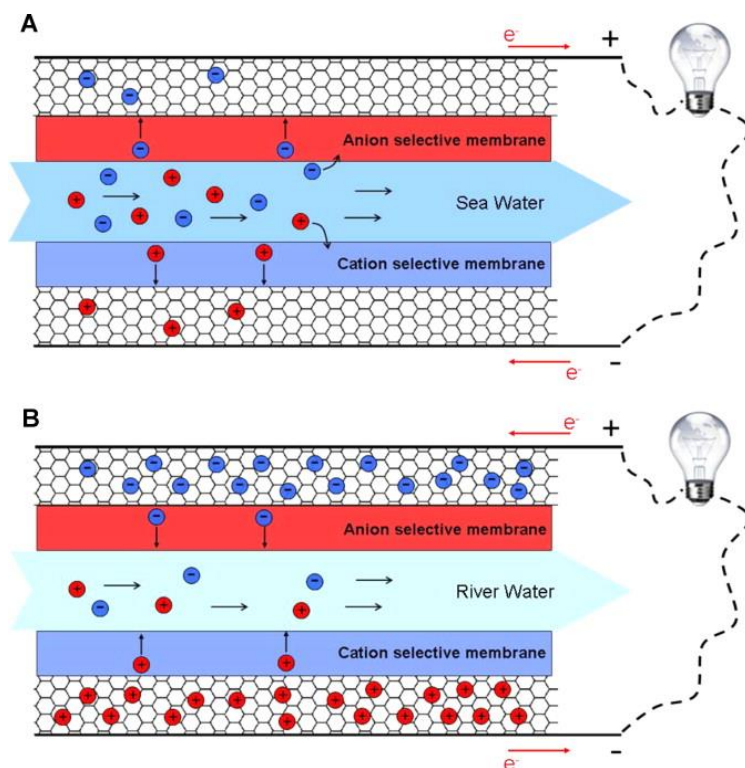 A
e⁻
+
Anion selective membrane
Sea Water
Cation selective membrane
e⁻
-
B
e⁻
+
Anion selective membrane
River Water
Cation selective membrane
e⁻
-